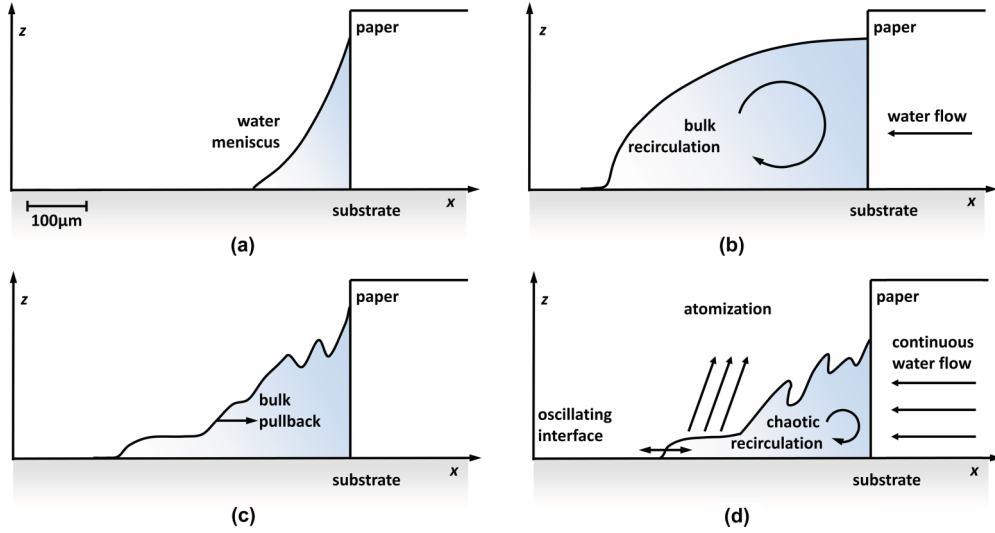 z
paper
water
meniscus
substrate
x
100μm
(a)
z
paper
bulk
recirculation
water flow
substrate
x
(b)
z
paper
bulk
pullback
substrate
x
(c)
z
atomization
paper
continuous
water flow
oscillating
interface
chaotic
recirculation
substrate
x
(d)